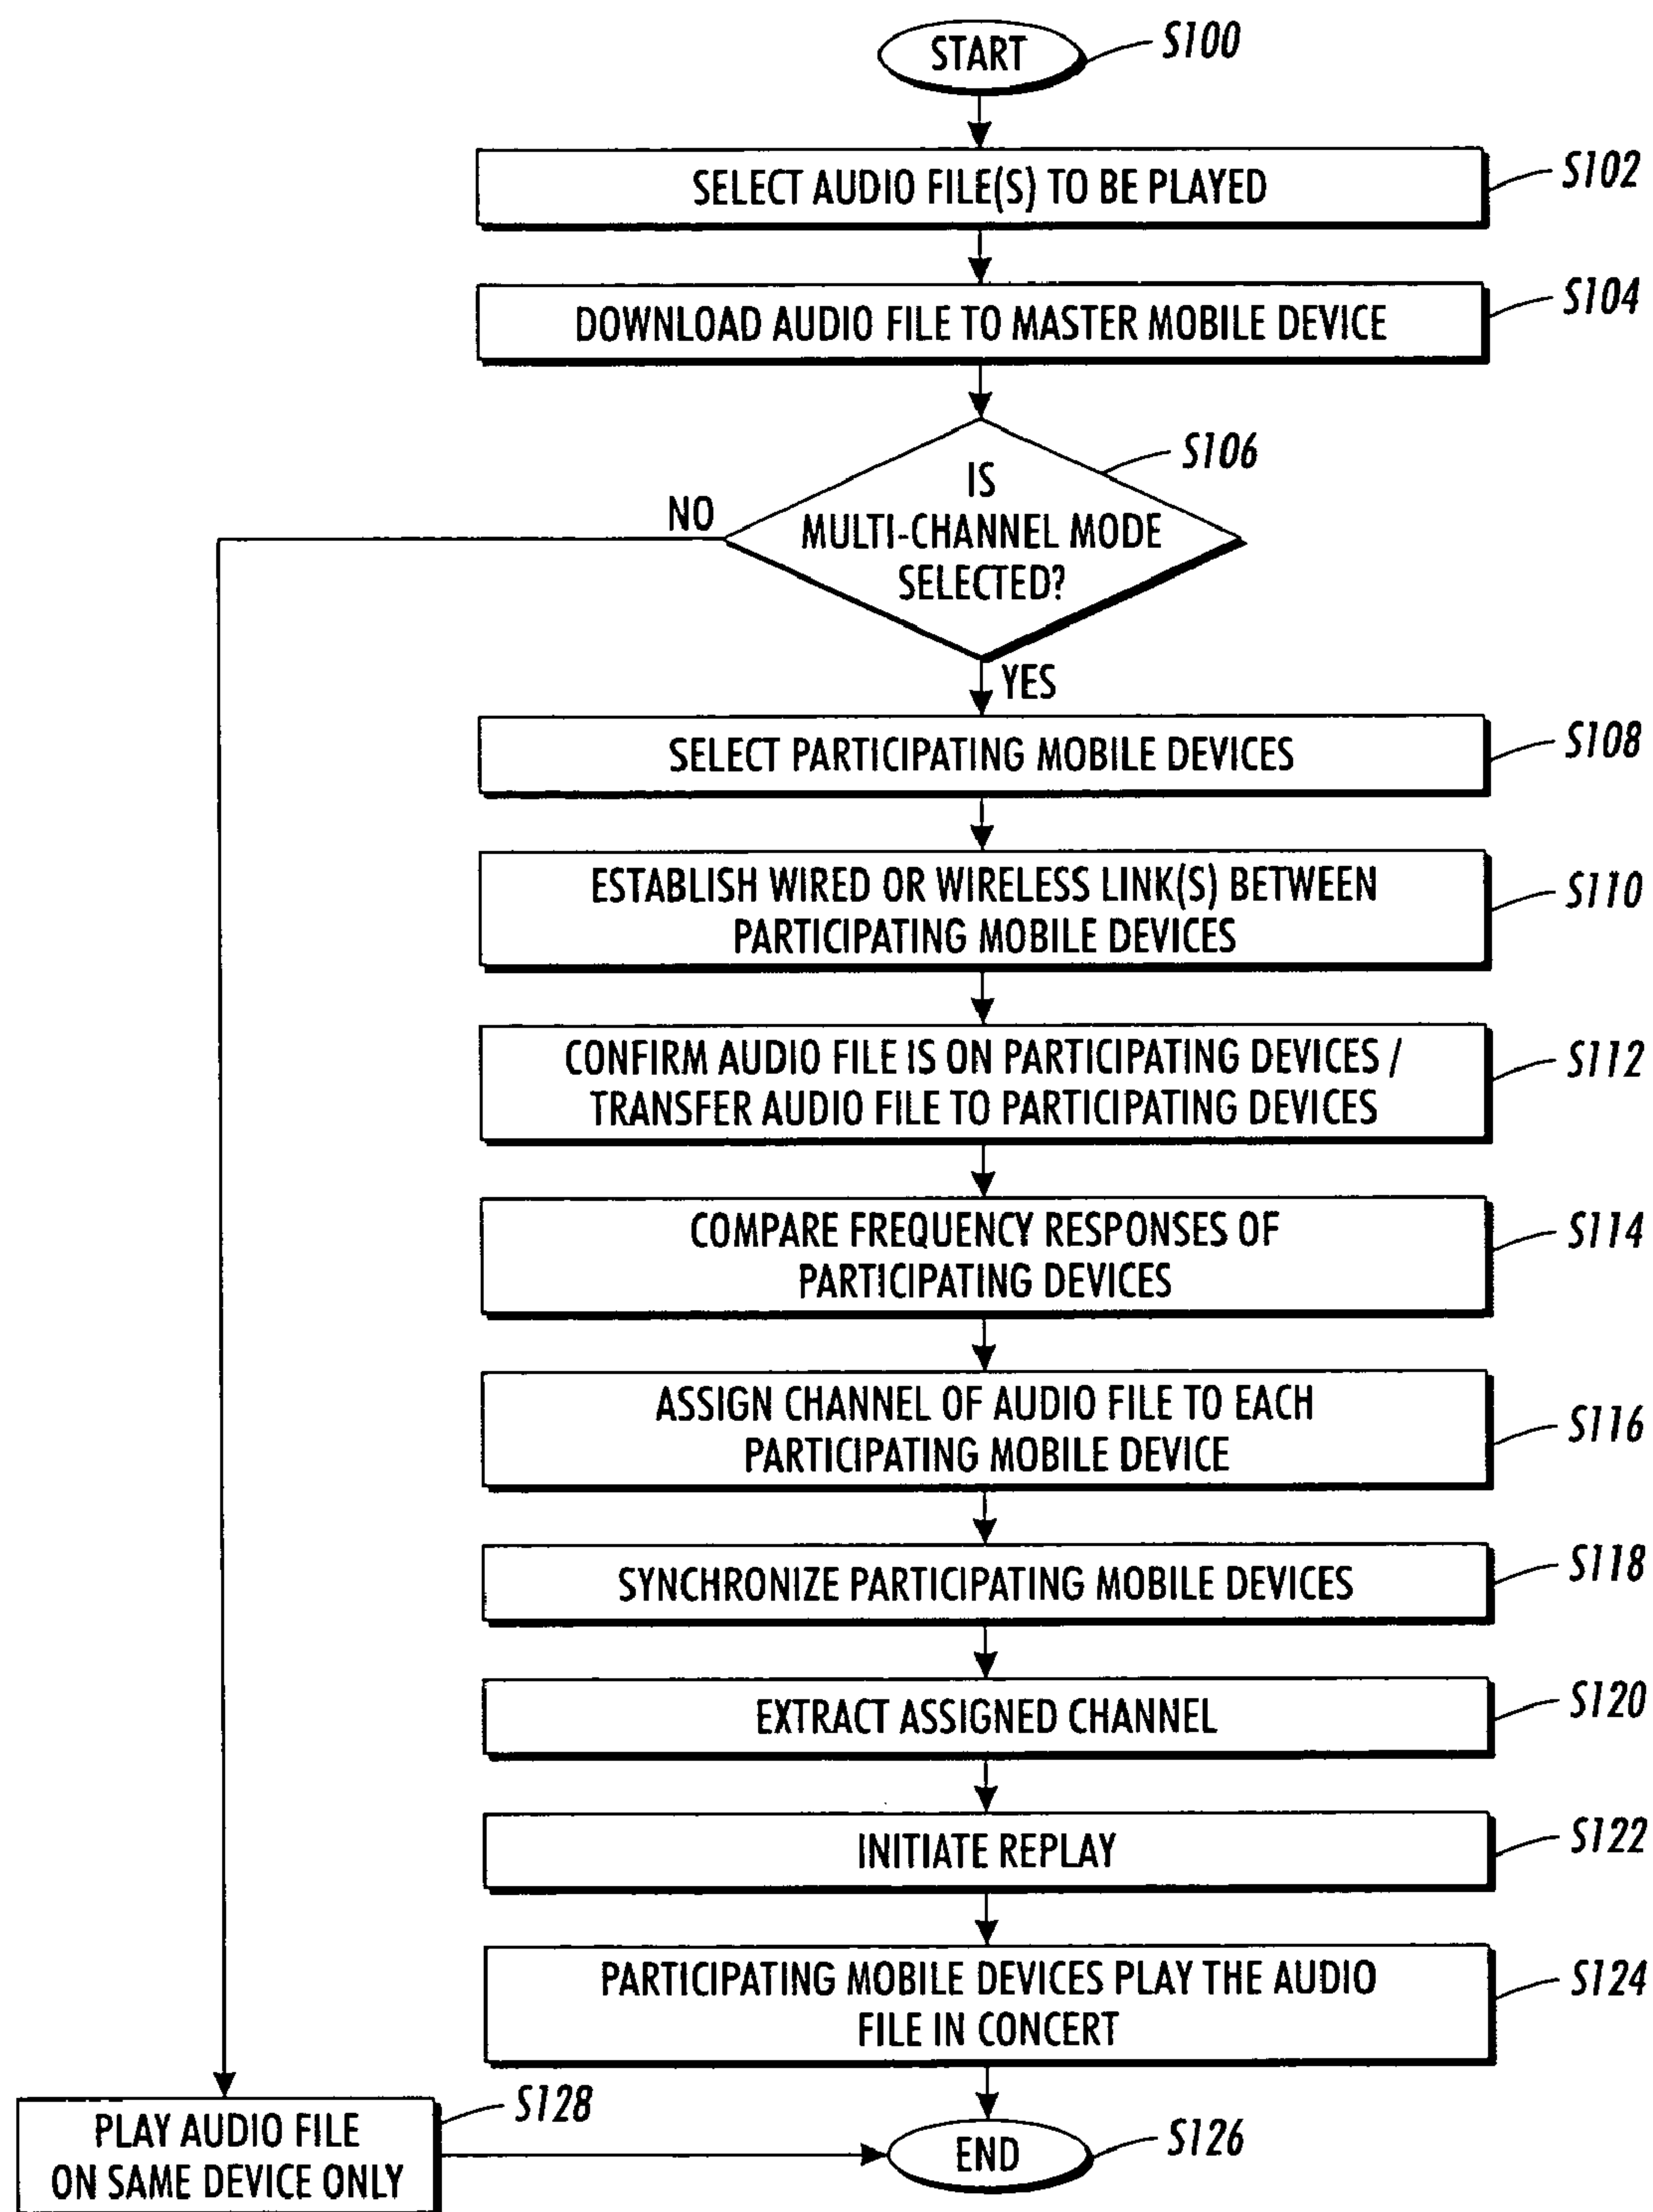 START
S100
SELECT AUDIO FILE(S) TO BE PLAYED
S102
DOWNLOAD AUDIO FILE TO MASTER MOBILE DEVICE
S104
IS
MULTI-CHANNEL MODE
SELECTED?
S106
NO
YES
SELECT PARTICIPATING MOBILE DEVICES
S108
ESTABLISH WIRED OR WIRELESS LINK(S) BETWEEN
PARTICIPATING MOBILE DEVICES
S110
CONFIRM AUDIO FILE IS ON PARTICIPATING DEVICES /
TRANSFER AUDIO FILE TO PARTICIPATING DEVICES
S112
COMPARE FREQUENCY RESPONSES OF
PARTICIPATING DEVICES
S114
ASSIGN CHANNEL OF AUDIO FILE TO EACH
PARTICIPATING MOBILE DEVICE
S116
SYNCHRONIZE PARTICIPATING MOBILE DEVICES
S118
EXTRACT ASSIGNED CHANNEL
S120
INITIATE REPLAY
S122
PARTICIPATING MOBILE DEVICES PLAY THE AUDIO
FILE IN CONCERT
S124
PLAY AUDIO FILE
ON SAME DEVICE ONLY
S128
END
S126